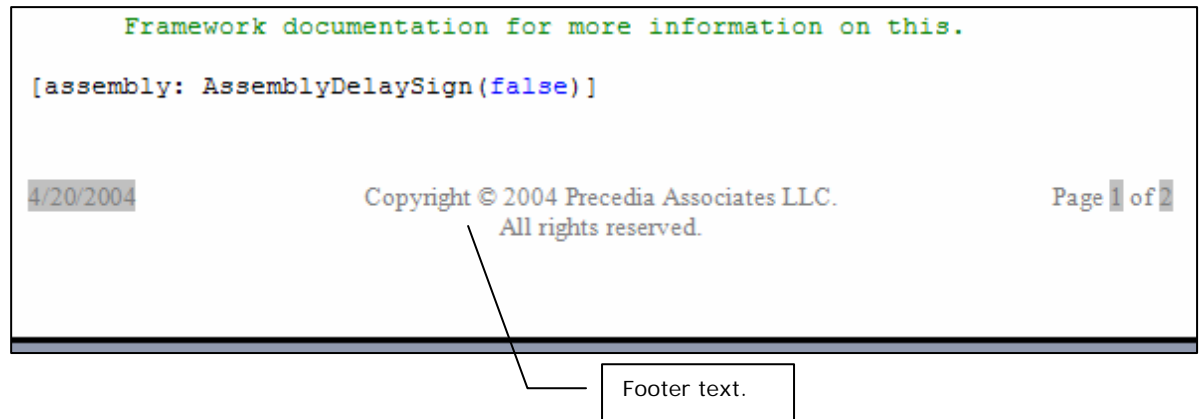 Framework documentation for more information on this.
[assembly: AssemblyDelaySign(false)]
4/20/2004 Copyright © 2004 Precedia Associates LLC. Page 1 of 2
All rights reserved.
Footer text.